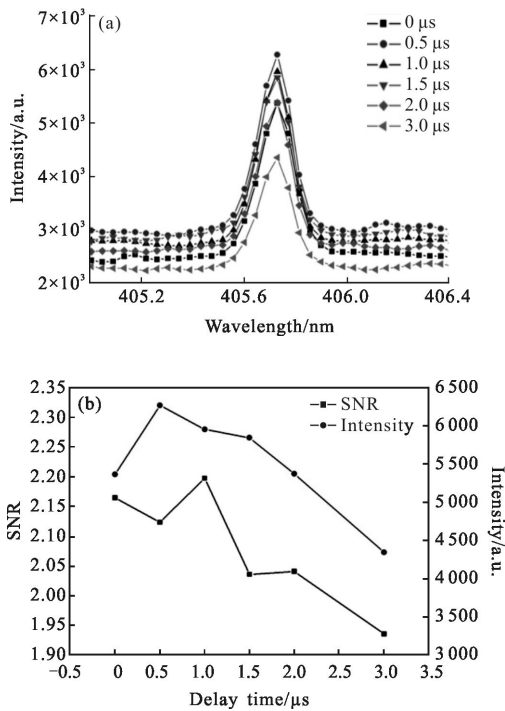 (a)
0 μs
0.5 μs
1.0 μs
1.5 μs
2.0 μs
3.0 μs
7×10³
6×10³
5×10³
4×10³
3×10³
2×10³
Intensity/a.u.
405.2 405.6 406.0 406.4
Wavelength/nm
(b)
SNR
Intensity
2.35
2.30
2.25
2.20
2.15
2.10
2.05
2.00
1.95
1.90
SNR
6 500
6 000
5 500
5 000
4 500
4 000
3 500
3 000
Intensity/a.u.
−0.5 0 0.5 1.0 1.5 2.0 2.5 3.0 3.5
Delay time/μs